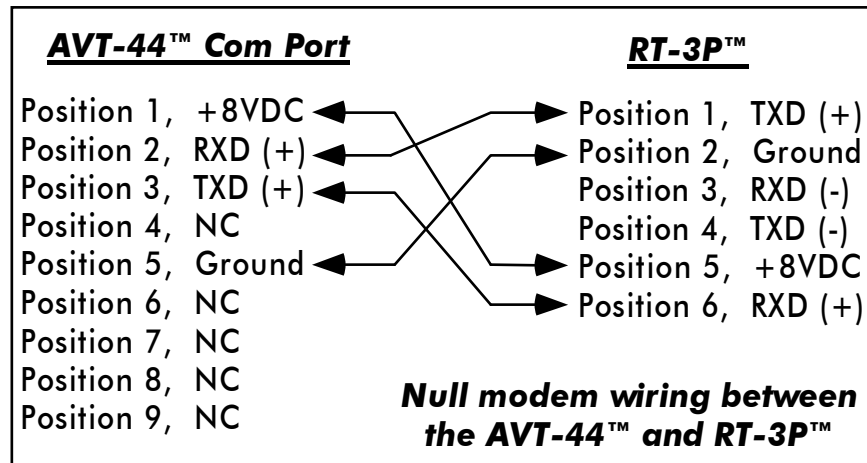 AVT-44™ Com Port
Position 1, +8VDC
Position 2, RXD (+)
Position 3, TXD (+)
Position 4, NC
Position 5, Ground
Position 6, NC
Position 7, NC
Position 8, NC
Position 9, NC
RT-3P™
Position 1, TXD (+)
Position 2, Ground
Position 3, RXD (-)
Position 4, TXD (-)
Position 5, +8VDC
Position 6, RXD (+)
Null modem wiring between
the AVT-44™ and RT-3P™